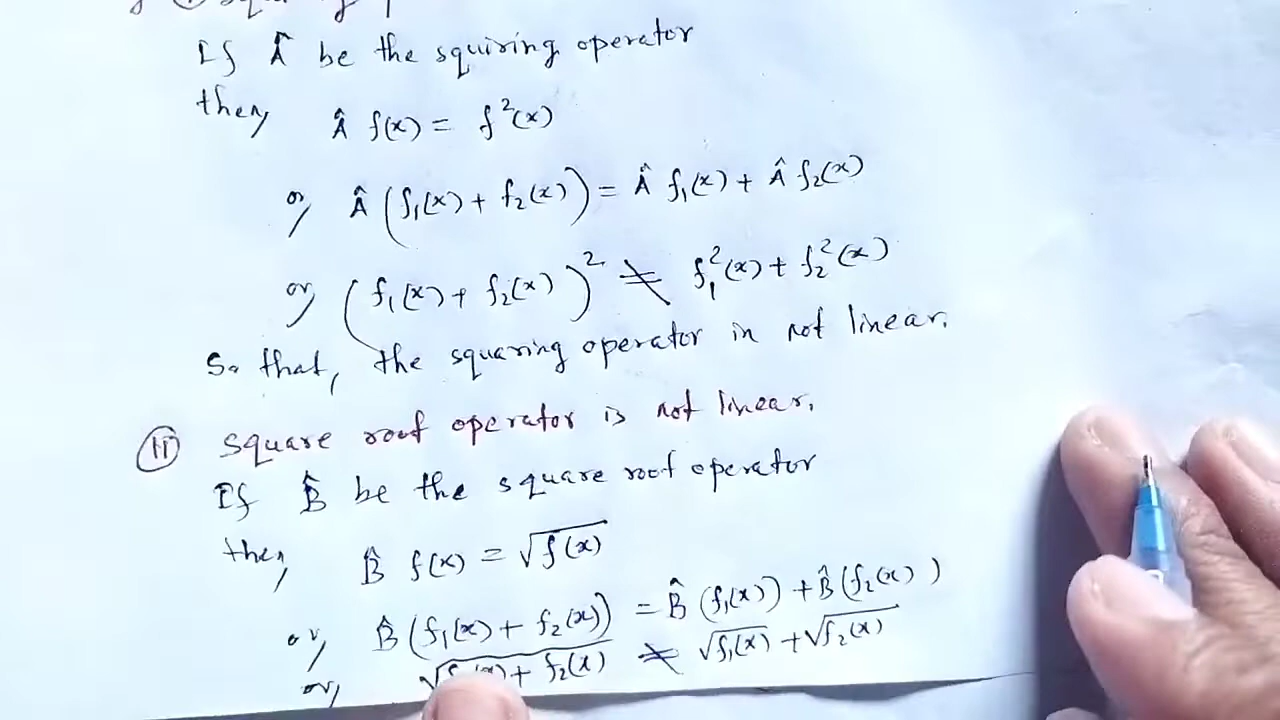 If Â be the squiring operator
then, Â f(x) = f²(x)
or, Â (f₁(x) + f₂(x)) = Â f₁(x) + Â f₂(x)
or, (f₁(x) + f₂(x))² ≠ f₁²(x) + f₂²(x)
So that, the squaring operator in not linear.
(II) square root operator is not linear.
If B̂ be the square root operator
then, B̂ f(x) = √f(x)
or, B̂ (f₁(x) + f₂(x)) = B̂ (f₁(x)) + B̂ (f₂(x))
or, + f₂(x) ≠ √f₁(x) + √f₂(x)